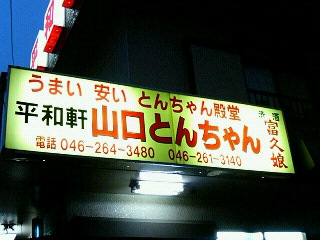 うまい 安い とんちゃん殿堂
平和軒 山口とんちゃん
電話 046-264-3480 046-261-3140
清酒
富久娘